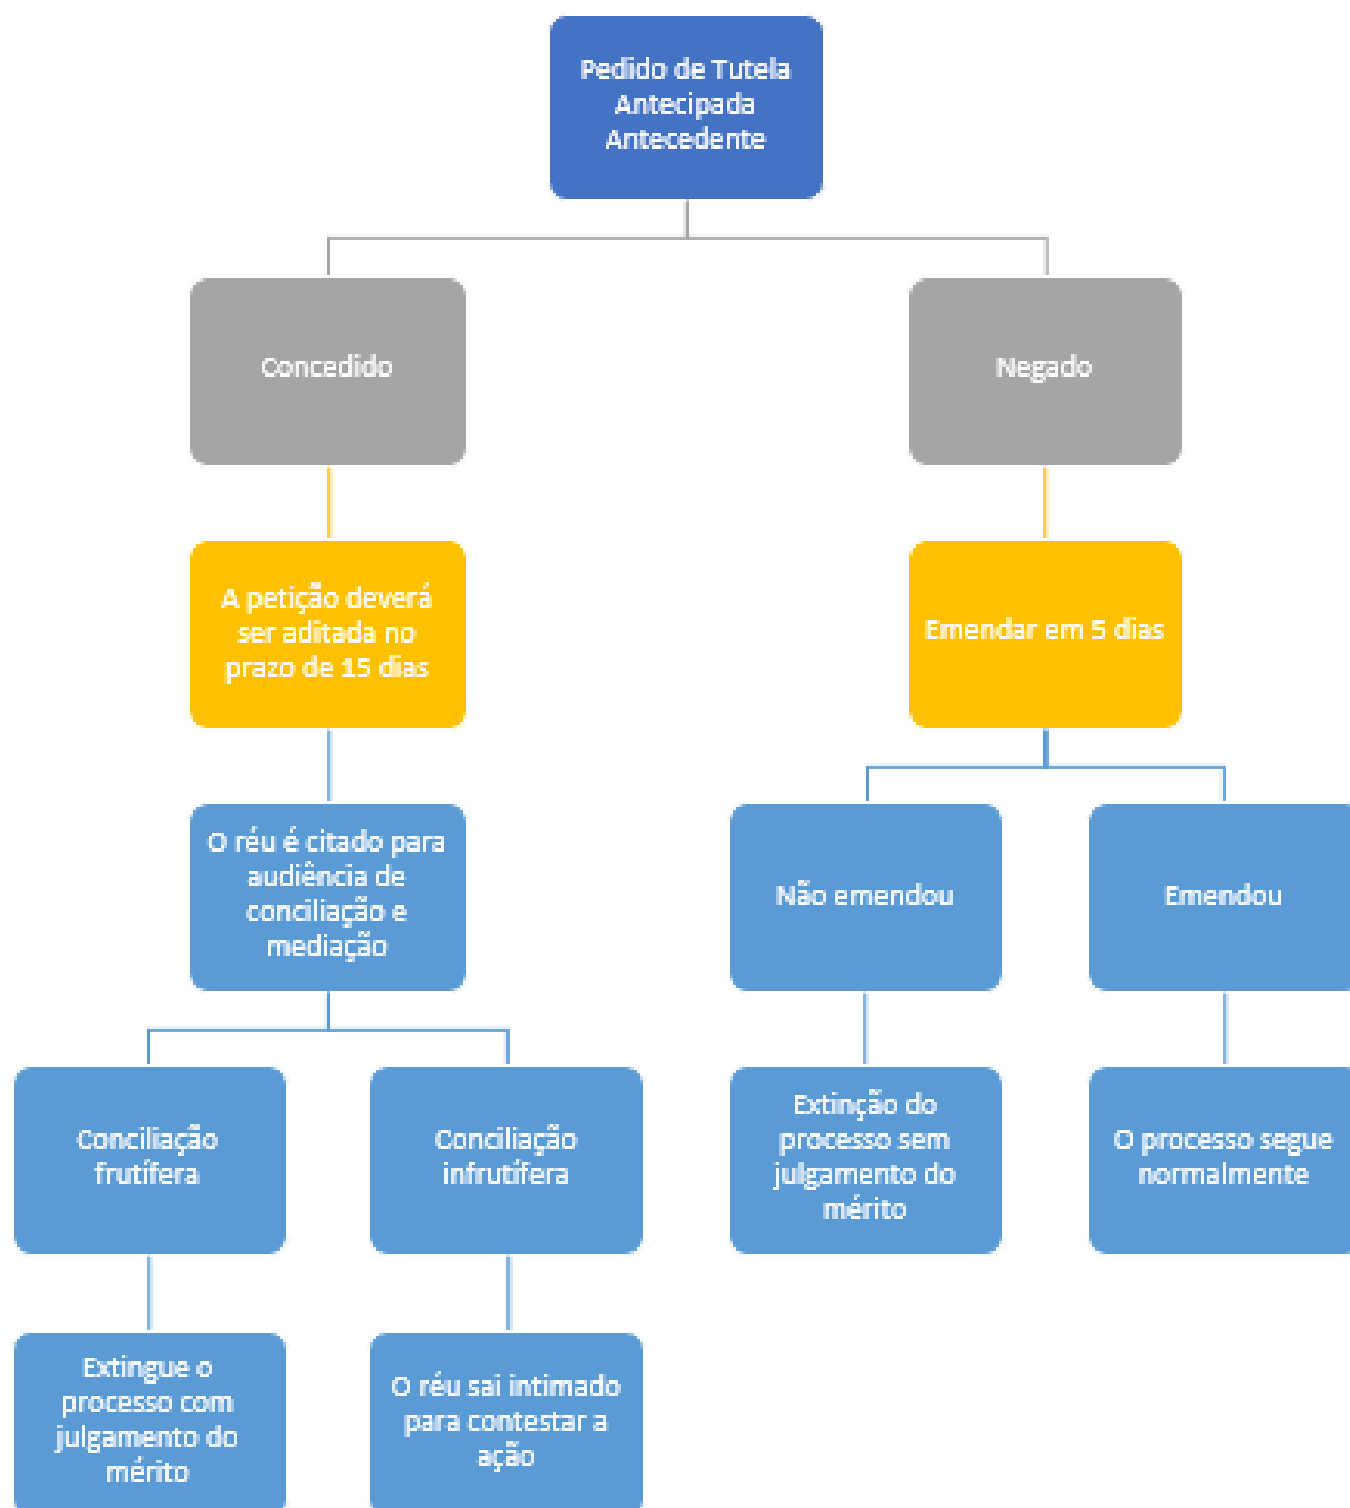 Pedido de Tutela
Antecipada
Antecedente
Concedido
Negado
A petição deverá
ser aditada no
prazo de 15 dias
Emendar em 5 dias
O réu é citado para
audiência de
conciliação e
mediação
Não emendou
Emendou
Conciliação
frutífera
Conciliação
infrutífera
Extinção do
processo sem
julgamento do
mérito
O processo segue
normalmente
Extingue o
processo com
julgamento do
mérito
O réu sai intimado
para contestar a
ação